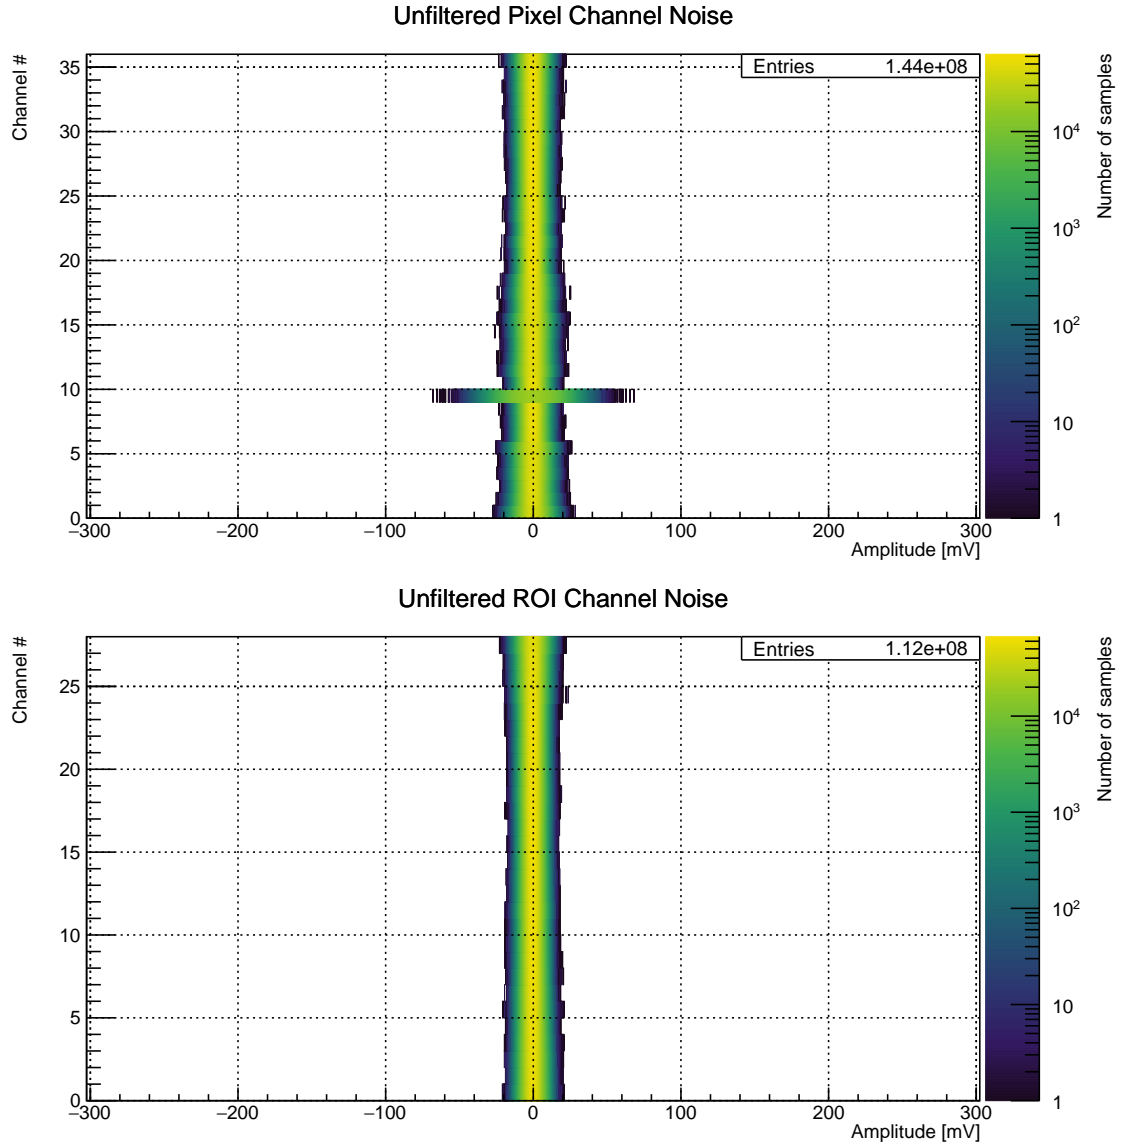 Unfiltered Pixel Channel Noise
Channel #
35
30
25
20
15
10
5
0
Entries 1.44e+08
−300 −200 −100 0 100 200 300
Amplitude [mV]
Number of samples
10⁴
10³
10²
10
1
Unfiltered ROI Channel Noise
Channel #
25
20
15
10
5
0
Entries 1.12e+08
−300 −200 −100 0 100 200 300
Amplitude [mV]
Number of samples
10⁴
10³
10²
10
1